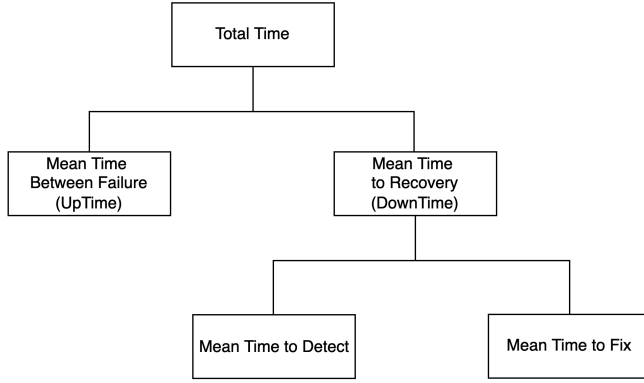 Total Time
Mean Time
Between Failure
(UpTime)
Mean Time
to Recovery
(DownTime)
Mean Time to Detect
Mean Time to Fix